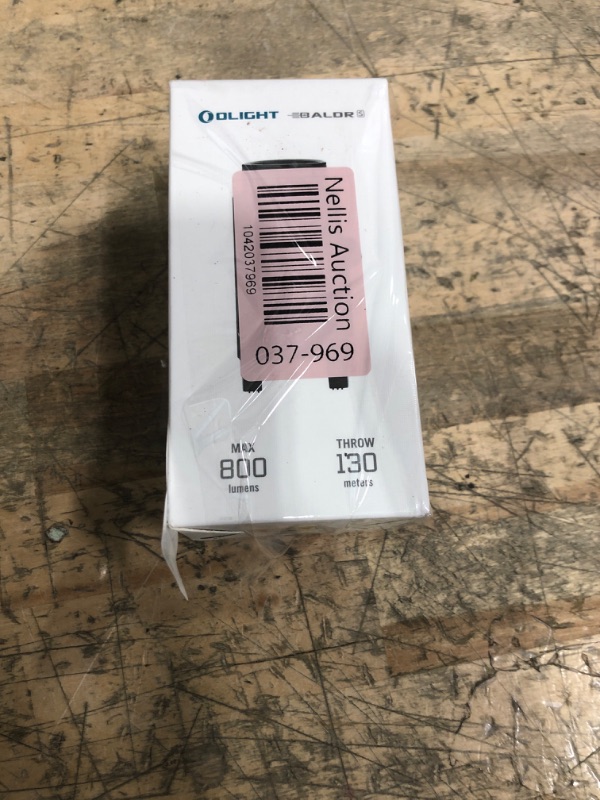 OLIGHT BALDR S
Nellis Auction
1042037969
037-969
MAX
800
lumens
THROW
130
meters